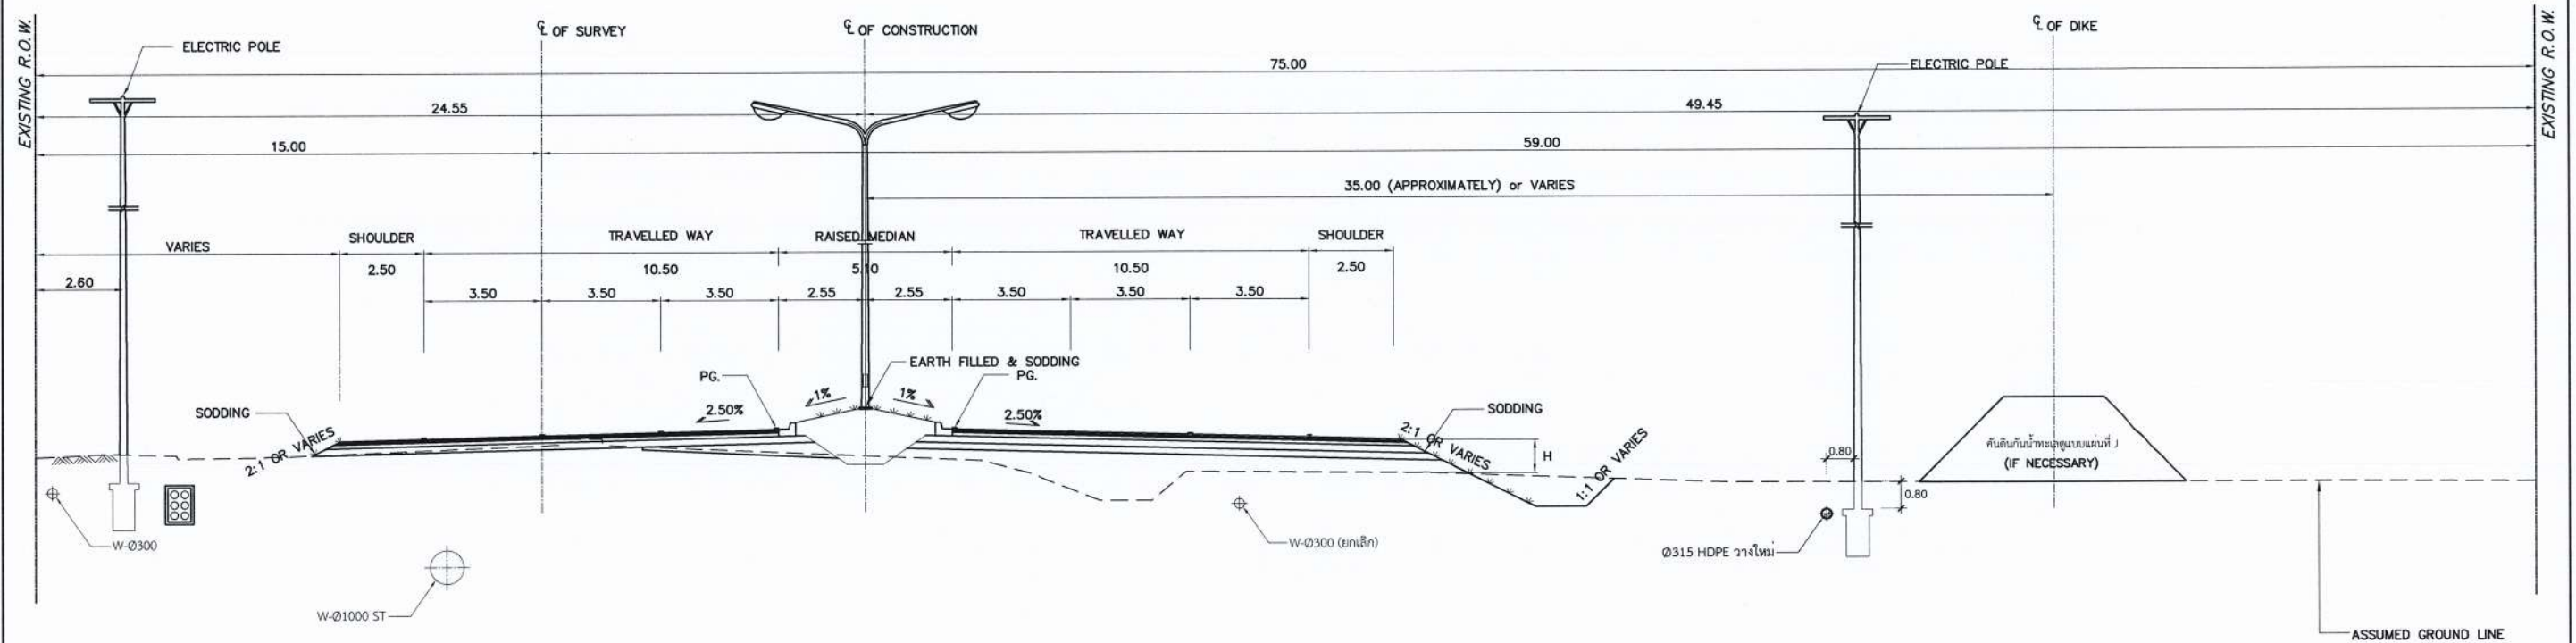 EXISTING R.O.W.
℄ OF SURVEY
℄ OF CONSTRUCTION
℄ OF DIKE
EXISTING R.O.W.
ELECTRIC POLE
75.00
ELECTRIC POLE
24.55
49.45
15.00
59.00
35.00 (APPROXIMATELY) or VARIES
VARIES
SHOULDER
TRAVELLED WAY
RAISED MEDIAN
TRAVELLED WAY
SHOULDER
2.50
10.50
5.10
10.50
2.50
2.60
3.50
3.50
3.50
2.55
2.55
3.50
3.50
3.50
EARTH FILLED & SODDING
PG.
PG.
1%
1%
SODDING
2.50%
2.50%
SODDING
2:1 OR VARIES
2:1 OR VARIES
H
1:1 OR VARIES
0.80
(IF NECESSARY)
0.80
W-Ø300
W-Ø300 (ยกเลิก)
Ø315 HDPE วางใหม่
W-Ø1000 ST
ASSUMED GROUND LINE